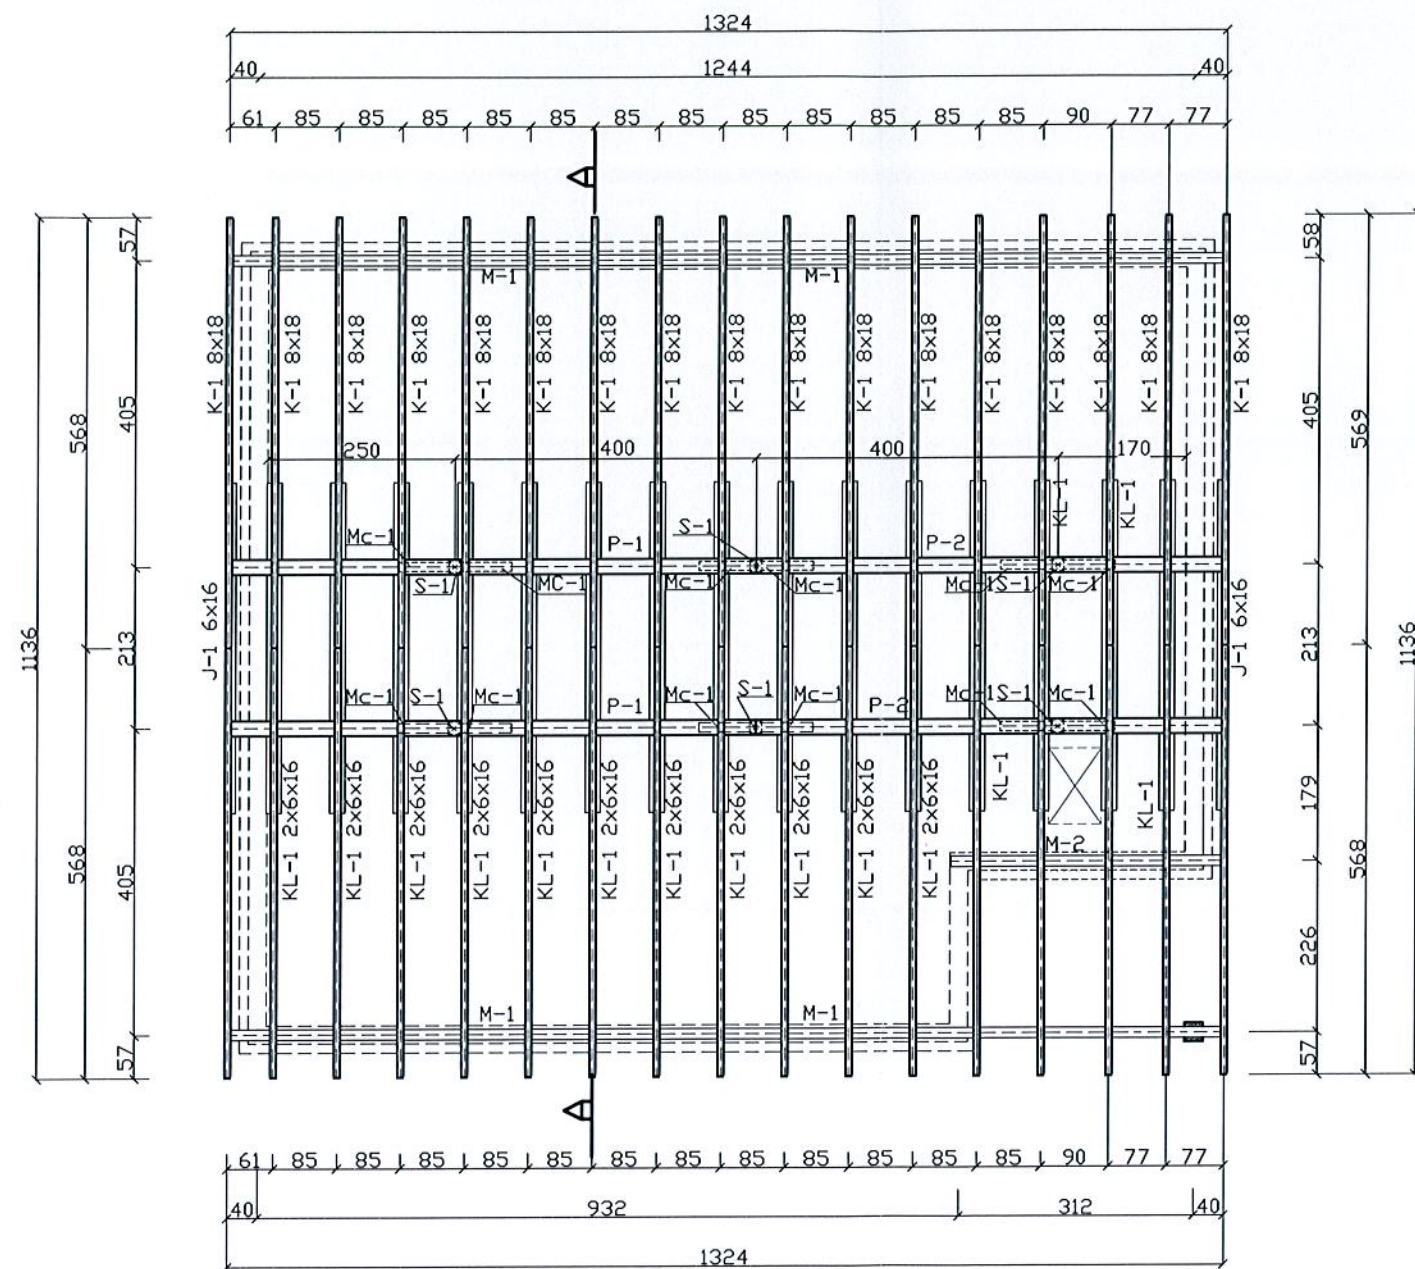 1324
40 1244 40
61 85 85 85 85 85 85 85 85 85 85 85 85 90 77 77
57 158
M-1 M-1
K-1 8x18 K-1 8x18 K-1 8x18 K-1 8x18 K-1 8x18 K-1 8x18 K-1 8x18 K-1 8x18 K-1 8x18 K-1 8x18 K-1 8x18 K-1 8x18 K-1 8x18 K-1 8x18 K-1 8x18 K-1 8x18
568 405 405 569
250 400 400 170
KL-1 KL-1
Mc-1 P-1 S-1 P-2
S-1 MC-1 Mc-1 Mc-1 Mc-1 S-1 Mc-1
1136 213 J-1 6x16 J-1 6x16 213 1136
Mc-1 S-1 Mc-1 P-1 Mc-1 S-1 Mc-1 P-2 Mc-1 S-1 Mc-1
KL-1 2x6x16 KL-1 2x6x16 KL-1 2x6x16 KL-1 2x6x16 KL-1 2x6x16 KL-1 2x6x16 KL-1 2x6x16 KL-1 2x6x16 KL-1 2x6x16 KL-1 2x6x16 KL-1 2x6x16 KL-1 KL-1
179
M-2
568 405 568
226
M-1 M-1
57 57
61 85 85 85 85 85 85 85 85 85 85 85 85 90 77 77
40 932 312 40
1324